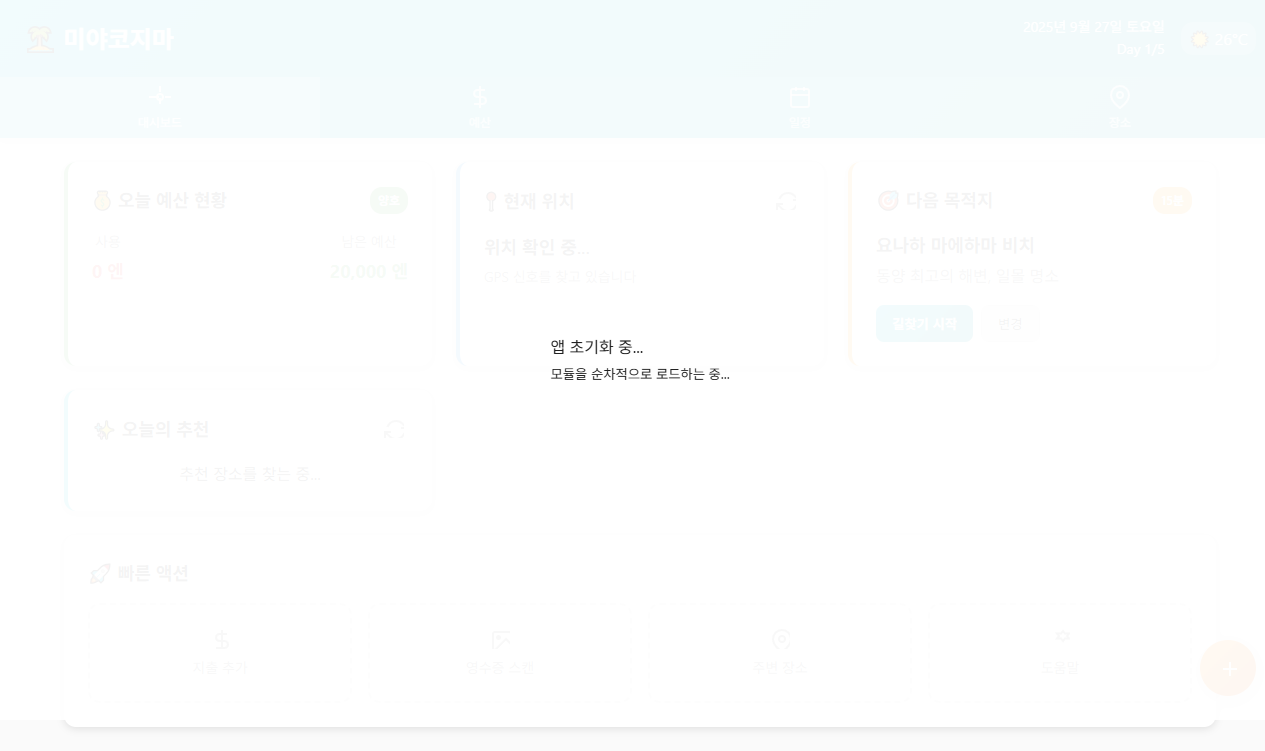 미야코지마
2025년 9월 27일 토요일
Day 1/5
26°C
대시보드
예산
일정
장소
오늘 예산 현황
양호
지출
남은 예산
0 엔
20,000 엔
현재 위치
위치 확인 중...
GPS 신호를 찾고 있습니다
다음 목적지
요나하 마에하마 비치
동양 최고의 해변, 일몰 명소
길찾기 시작
변경
앱 초기화 중...
모듈을 순차적으로 로드하는 중...
오늘의 추천
추천 장소를 찾는 중...
빠른 액션
지출 추가
영수증 스캔
주변 장소
도움말
+